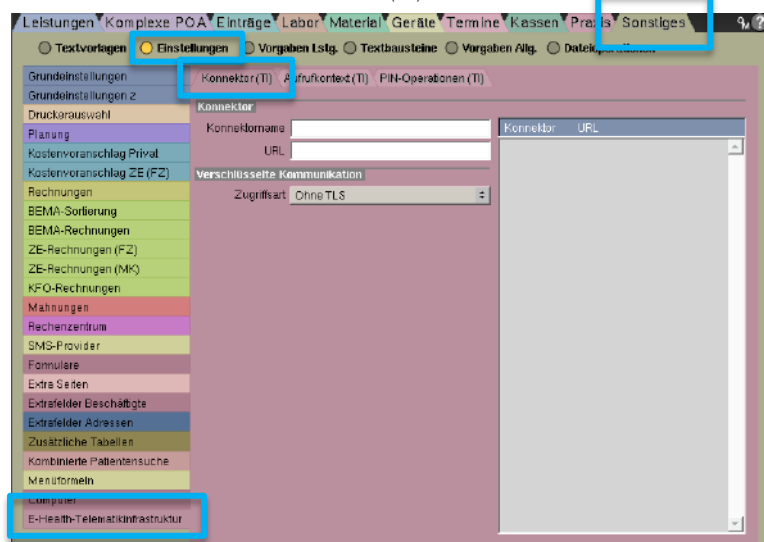 Leistungen Komplexe POA Einträge Labor Material Geräte Termine Kassen Praxis Sonstiges ?
Textvorlagen Einstellungen Vorgaben Lstg. Textbausteine Vorgaben Allg. Dateioperationen
Grundeinstellungen
Grundeinstellungen 2
Druckerauswahl
Planung
Kostenvoranschlag Privat
Kostenvoranschlag ZE (FZ)
Rechnungen
BEMA-Sortierung
BEMA-Rechnungen
ZE-Rechnungen (FZ)
ZE-Rechnungen (MK)
KFO-Rechnungen
Mahnungen
Rechenzentrum
SMS-Provider
Formulare
Extra Seiten
Extrafelder Beschäftigte
Extrafelder Adressen
Zusätzliche Tabellen
Kombinierte Patientensuche
Menüformeln
Computer
E-Health-Telematikinfrastruktur
Konnektor (TI) Aufrufkontext (TI) PIN-Operationen (TI)
Konnektor
Konnektorname
URL
Verschlüsselte Kommunikation
Zugriffsart Ohne TLS
Konnektor URL